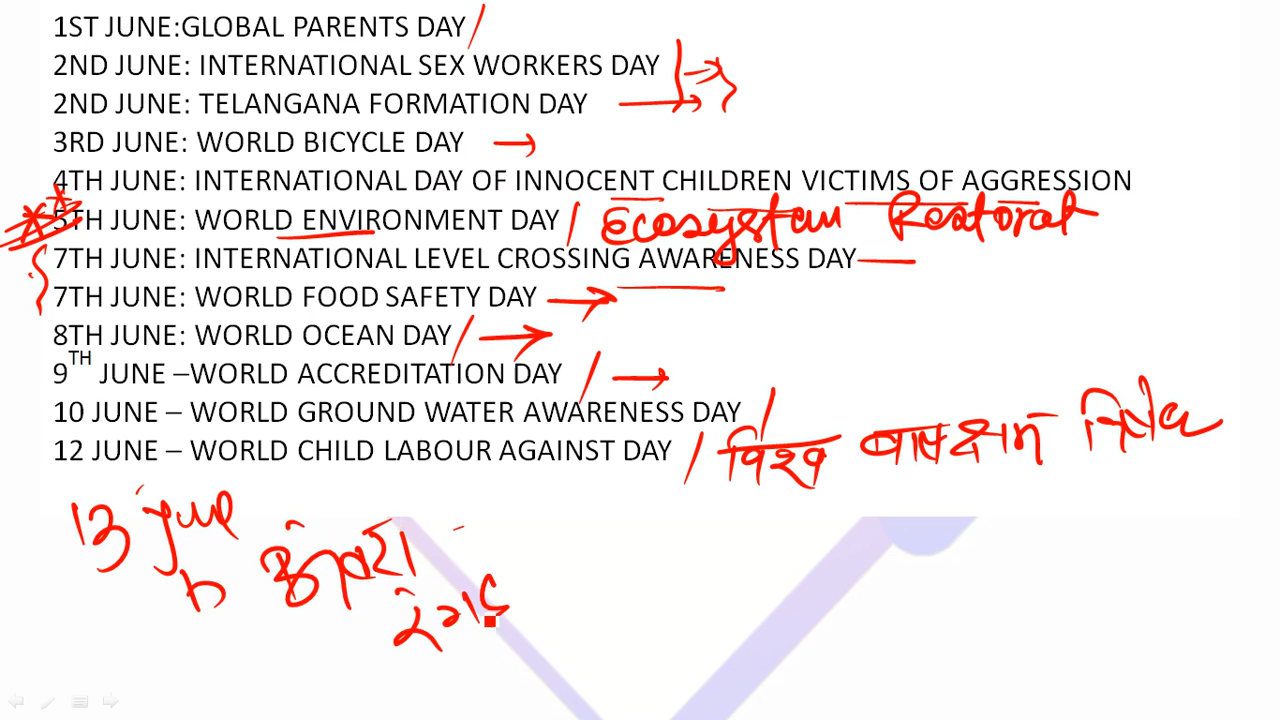 1ST JUNE:GLOBAL PARENTS DAY
2ND JUNE: INTERNATIONAL SEX WORKERS DAY
2ND JUNE: TELANGANA FORMATION DAY
3RD JUNE: WORLD BICYCLE DAY
4TH JUNE: INTERNATIONAL DAY OF INNOCENT CHILDREN VICTIMS OF AGGRESSION
5TH JUNE: WORLD ENVIRONMENT DAY Ecosystem Restorat
7TH JUNE: INTERNATIONAL LEVEL CROSSING AWARENESS DAY
7TH JUNE: WORLD FOOD SAFETY DAY
8TH JUNE: WORLD OCEAN DAY
9TH JUNE –WORLD ACCREDITATION DAY
10 JUNE – WORLD GROUND WATER AWARENESS DAY
12 JUNE – WORLD CHILD LABOUR AGAINST DAY विश्व
13 June